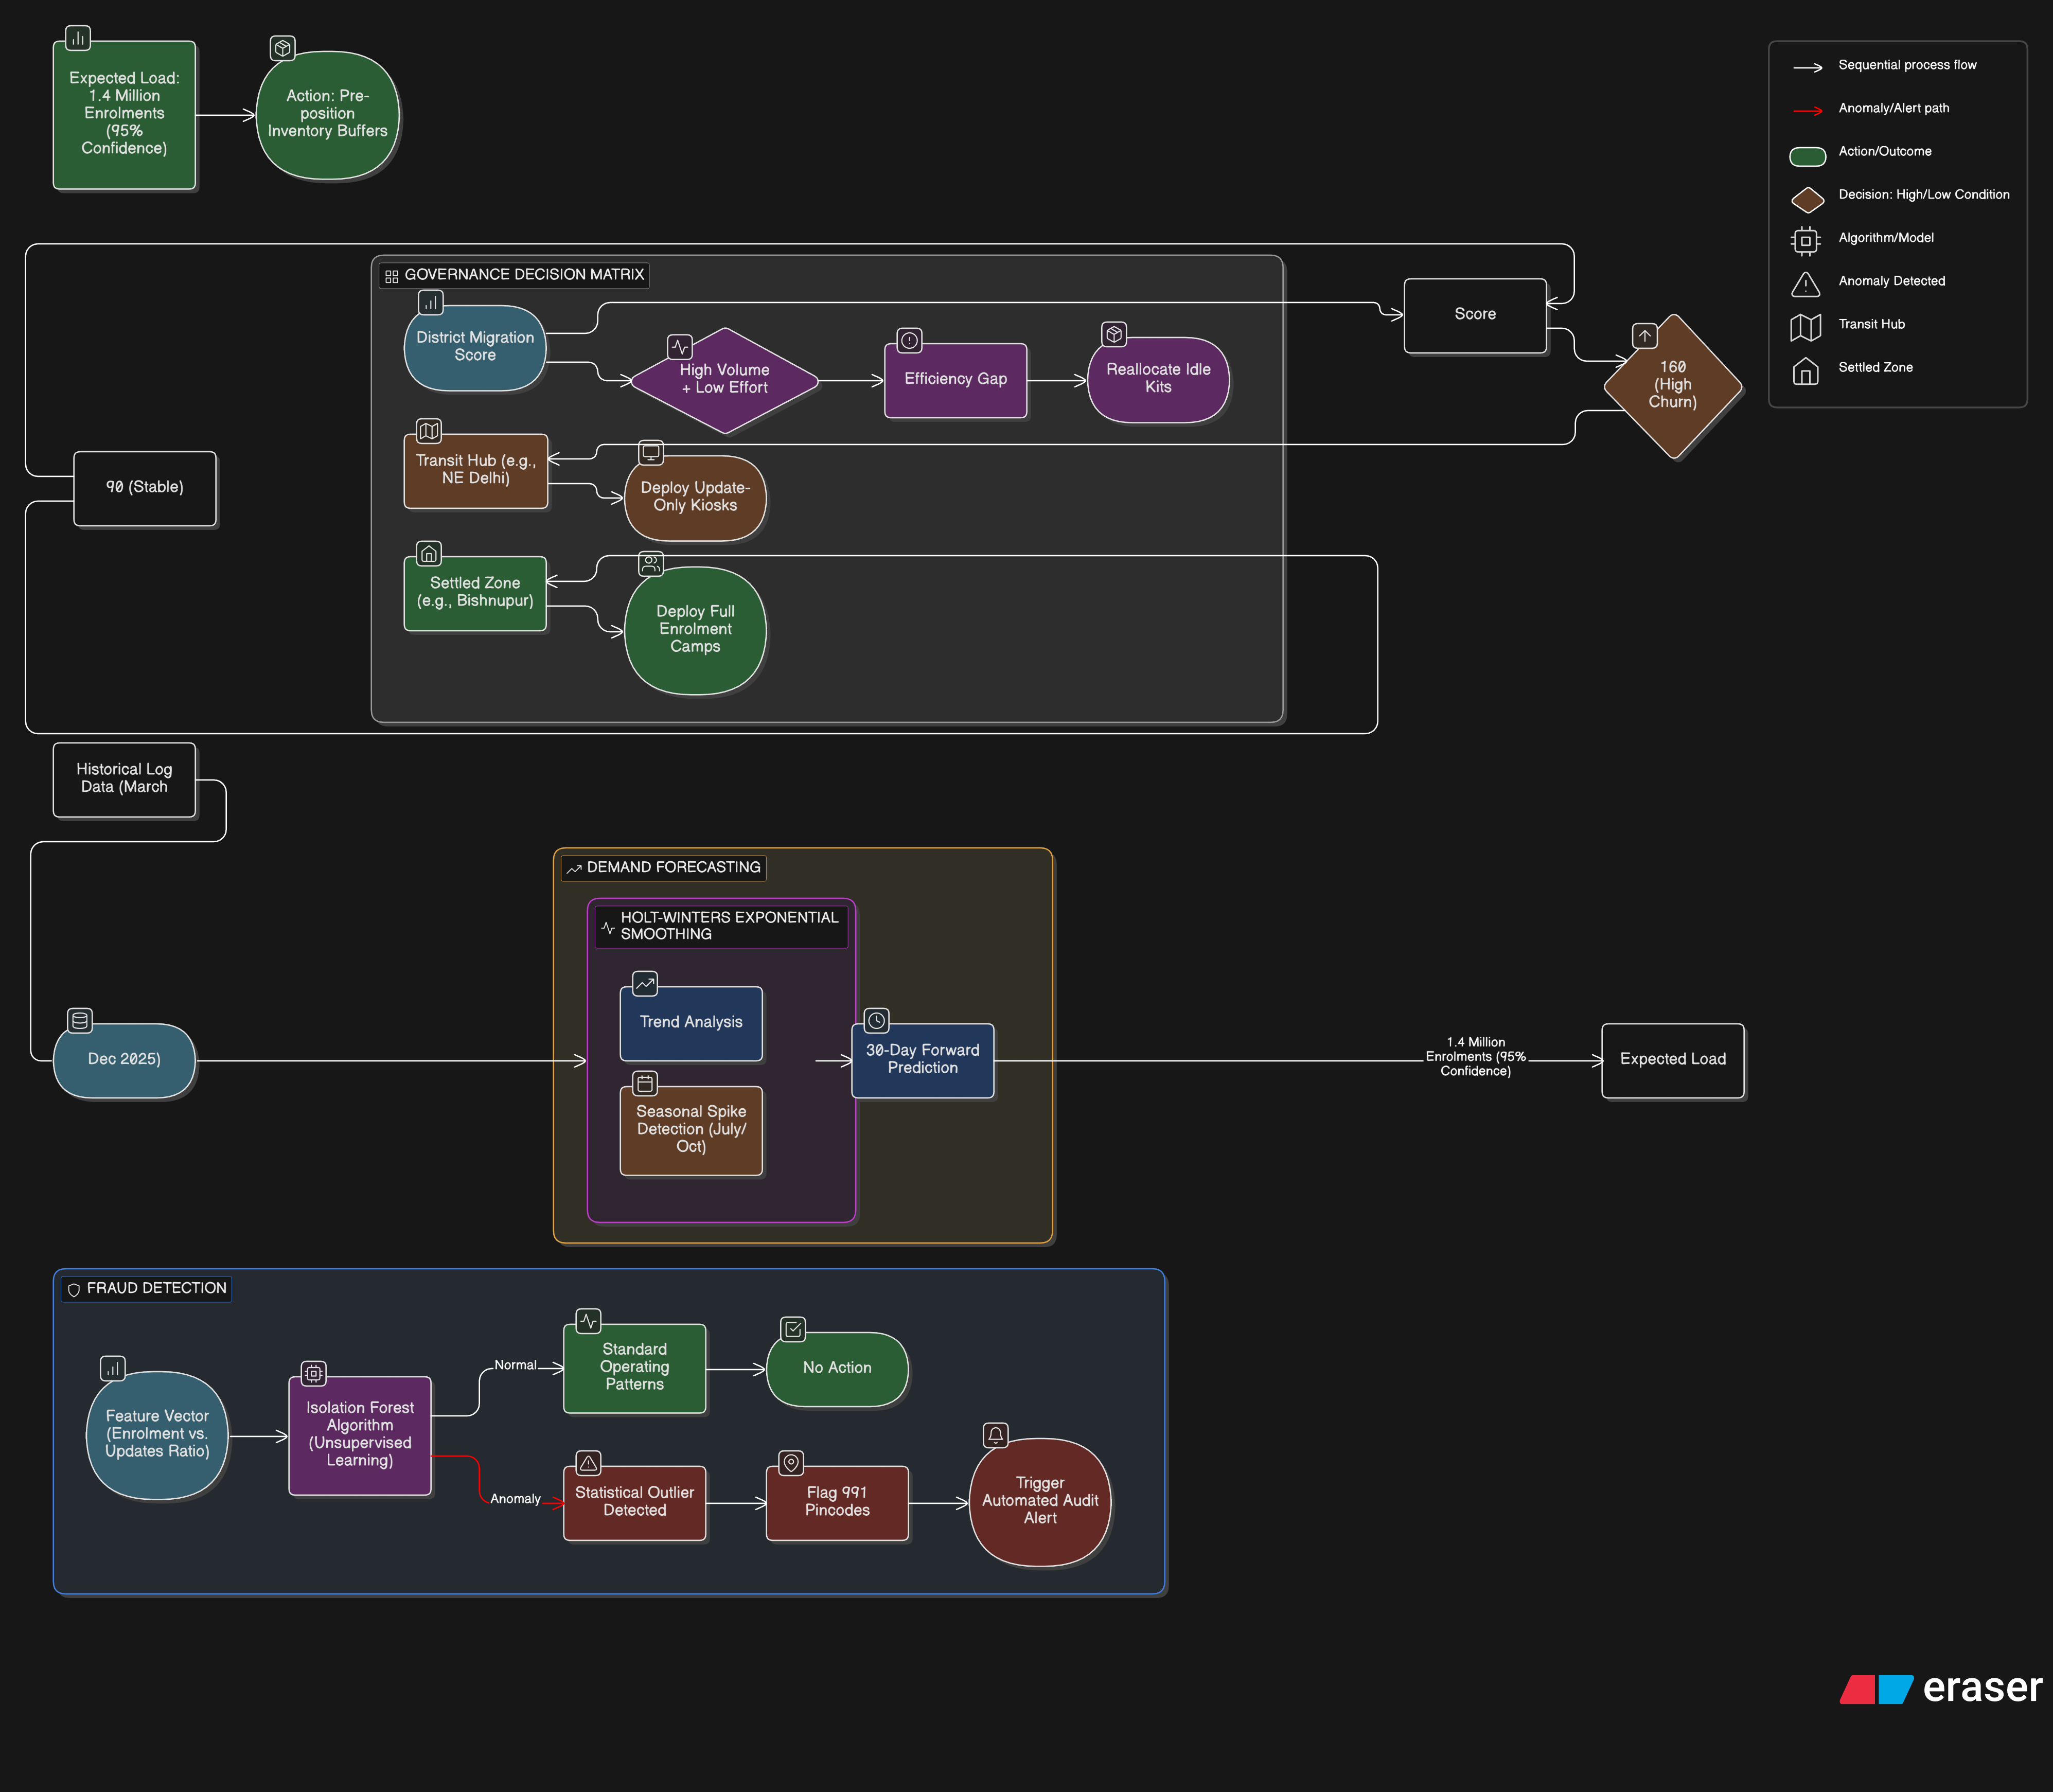 Expected Load:
1.4 Million
Enrolments
(95%
Confidence)
Action: Pre-
position
Inventory Buffers
Sequential process flow
Anomaly/Alert path
Action/Outcome
Decision: High/Low Condition
Algorithm/Model
Anomaly Detected
Transit Hub
Settled Zone
GOVERNANCE DECISION MATRIX
District Migration
Score
High Volume
+ Low Effort
Efficiency Gap
Reallocate Idle
Kits
Score
160
(High
Churn)
Transit Hub (e.g.,
NE Delhi)
Deploy Update-
Only Kiosks
90 (Stable)
Settled Zone
(e.g., Bishnupur)
Deploy Full
Enrolment
Camps
Historical Log
Data (March
DEMAND FORECASTING
HOLT-WINTERS EXPONENTIAL
SMOOTHING
Trend Analysis
Dec 2025)
30-Day Forward
Prediction
1.4 Million
Enrolments (95%
Confidence)
Expected Load
Seasonal Spike
Detection (July/
Oct)
FRAUD DETECTION
Feature Vector
(Enrolment vs.
Updates Ratio)
Isolation Forest
Algorithm
(Unsupervised
Learning)
Normal
Standard
Operating
Patterns
No Action
Anomaly
Statistical Outlier
Detected
Flag 991
Pincodes
Trigger
Automated Audit
Alert
eraser